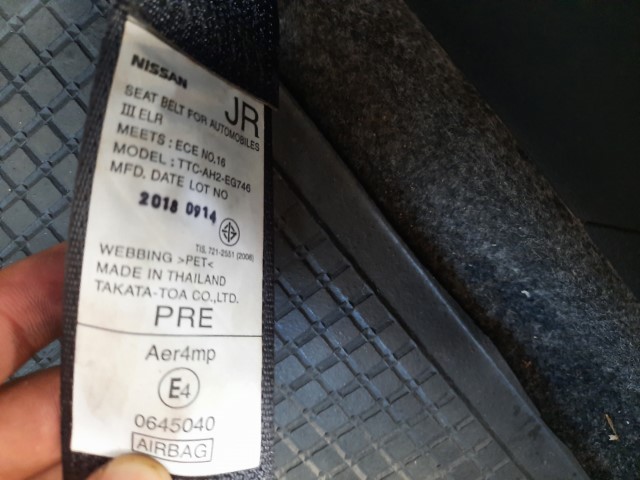 NISSAN
JR
SEAT BELT FOR AUTOMOBILES
III ELR
MEETS : ECE NO.16
MODEL : TTC-AH2-EG746
MFD. DATE LOT NO
2018 0914
TIS. 721-2551 (2008)
WEBBING >PET<
MADE IN THAILAND
TAKATA-TOA CO.,LTD.
PRE
Aer4mp
E4
0645040
AIRBAG